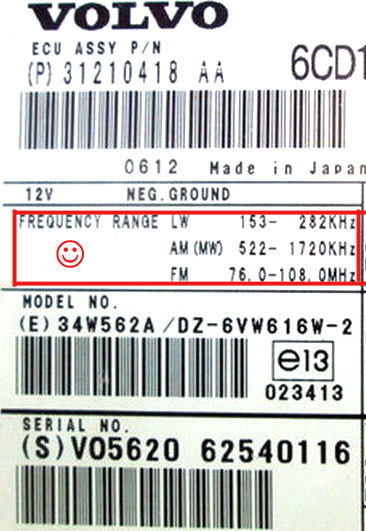 VOLVO
ECU ASSY P/N
(P) 31210418 AA
6CD1
0612 Made in Japan
12V NEG.GROUND
FREQUENCY RANGE LW 153- 282KHz
AM (MW) 522- 1720KHz
FM 76.0-108.0MHz
MODEL NO.
(E) 34W562A/DZ-6VW616W-2
e13
023413
SERIAL NO.
(S)VO5620 62540116